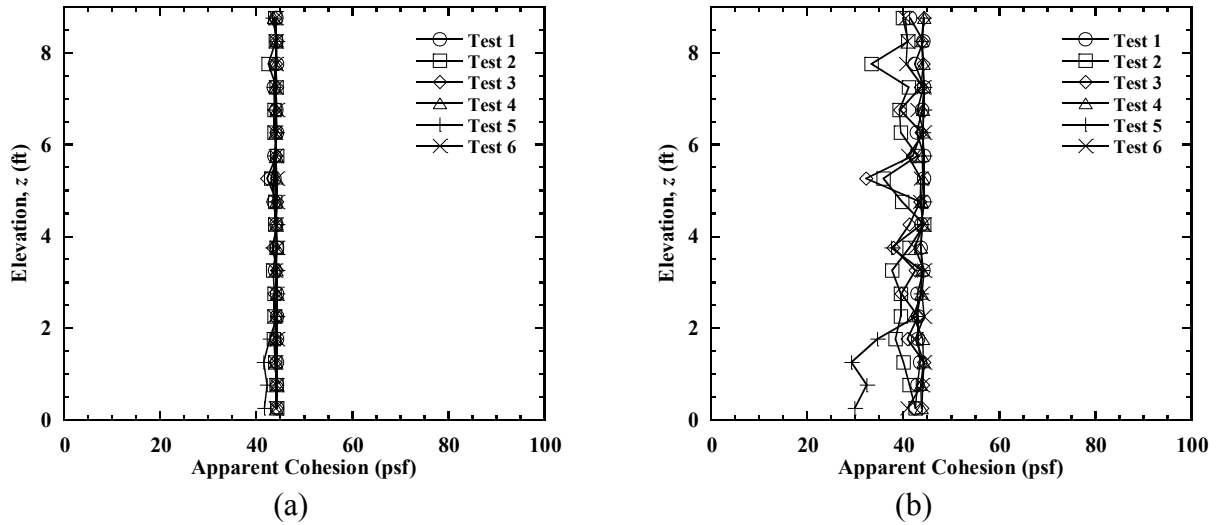 8
6
4
2
0
Elevation, z (ft)
Test 1
Test 2
Test 3
Test 4
Test 5
Test 6
0 20 40 60 80 100
Apparent Cohesion (psf)
(a)
8
6
4
2
0
Elevation, z (ft)
Test 1
Test 2
Test 3
Test 4
Test 5
Test 6
0 20 40 60 80 100
Apparent Cohesion (psf)
(b)